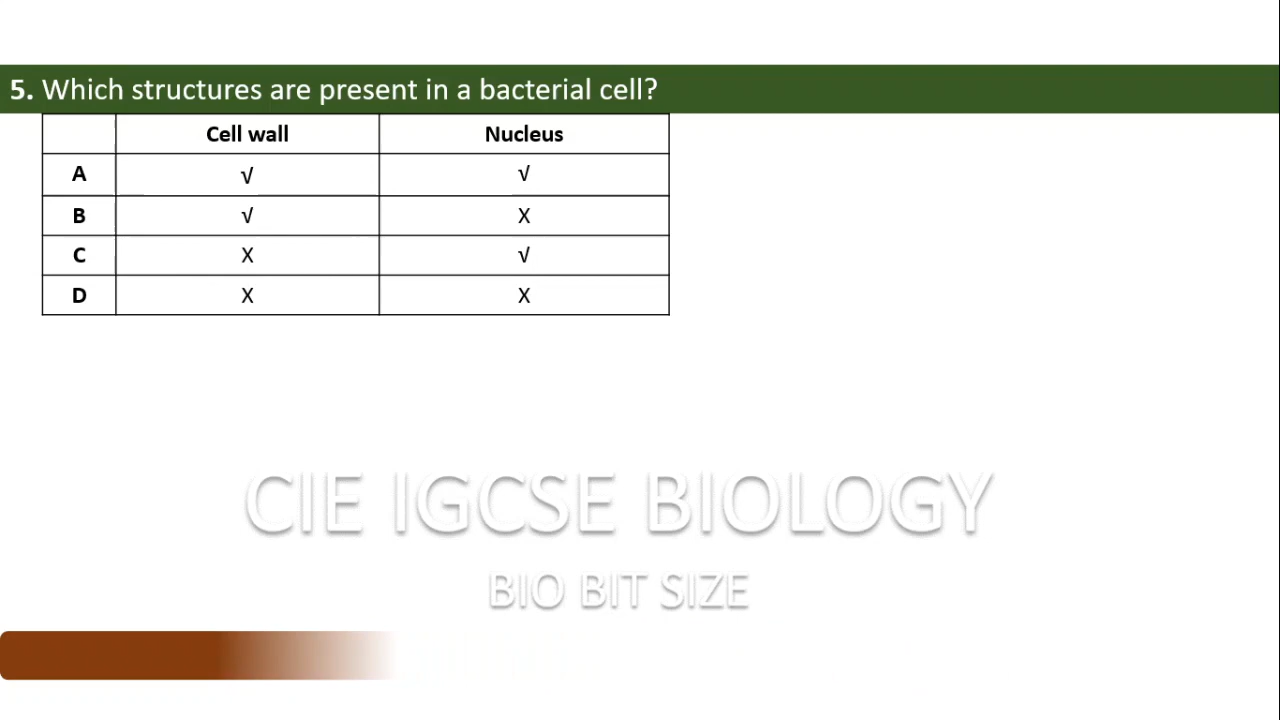 5. Which structures are present in a bacterial cell?
Cell wall Nucleus
A √ √
B √ X
C X √
D X X
CIE IGCSE BIOLOGY
BIO BIT SIZE